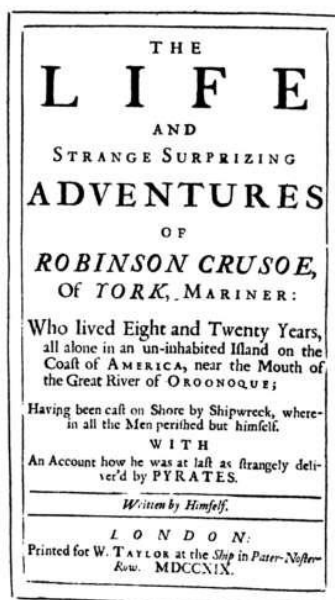 THE
LIFE
AND
STRANGE SURPRIZING
ADVENTURES
OF
ROBINSON CRUSOE,
Of YORK, MARINER:
Who lived Eight and Twenty Years,
all alone in an un-inhabited Iſland on the
Coaſt of AMERICA, near the Mouth of
the Great River of OROONOQUE;
Having been caſt on Shore by Shipwreck, where-
in all the Men periſhed but himſelf.
WITH
An Account how he was at laſt as ſtrangely deli-
ver'd by PYRATES.
Written by Himſelf.
LONDON:
Printed for W. TAYLOR at the Ship in Pater-Noſter-
Row. MDCCXIX.